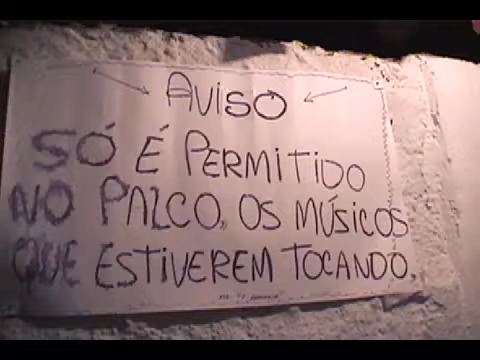 AVISO
SÓ É PERMITIDO
NO PALCO, OS MÚSICOS
QUE ESTIVEREM TOCANDO.